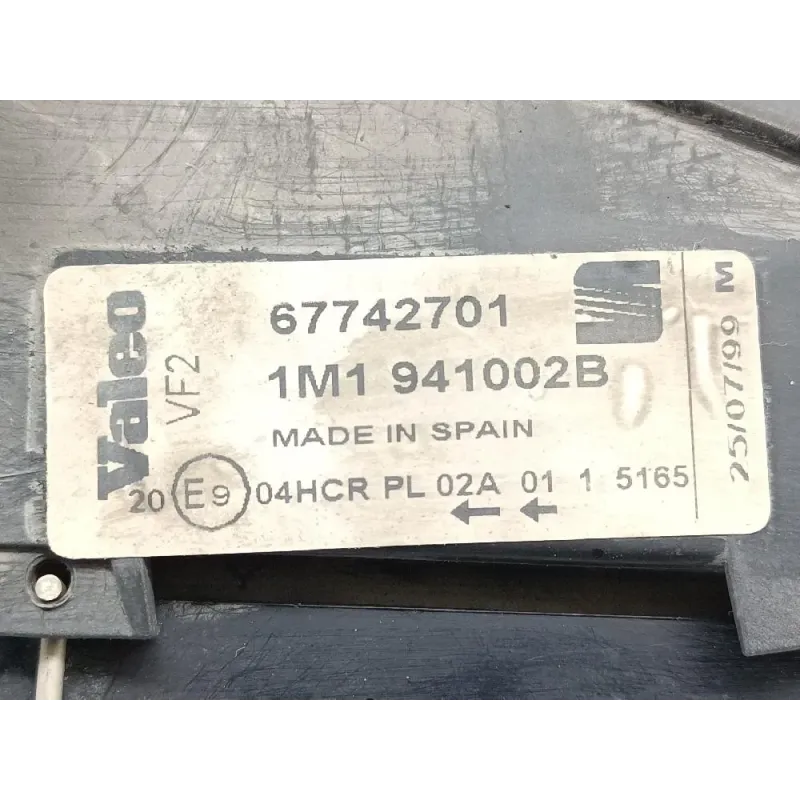 Valeo
VF2
67742701
1M1 941002B
MADE IN SPAIN
20 E9 04HCR PL 02A 01 1 5165
25/07/99 M